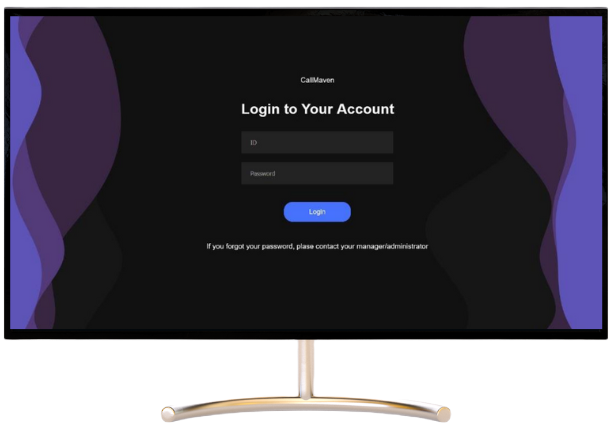 CallMaven
Login to Your Account
ID
Password
Login
If you forgot your password, plase contact your manager/administrator